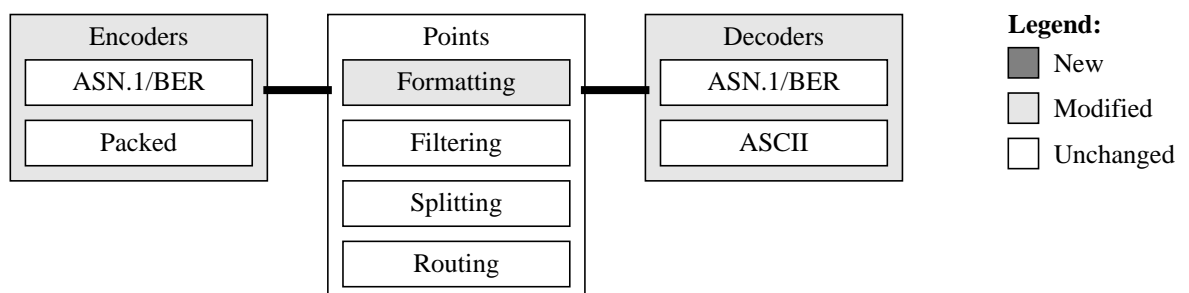 Encoders
ASN.1/BER
Packed
Points
Formatting
Filtering
Splitting
Routing
Decoders
ASN.1/BER
ASCII
Legend:
New
Modified
Unchanged